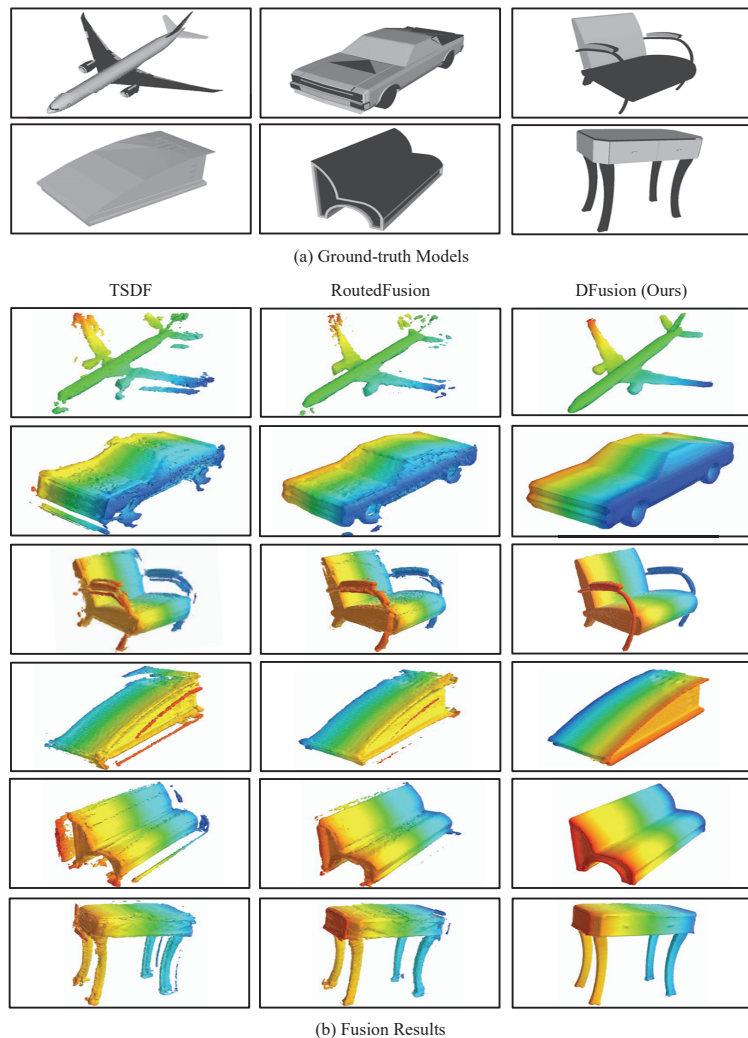 (a) Ground-truth Models
TSDF RoutedFusion DFusion (Ours)
(b) Fusion Results